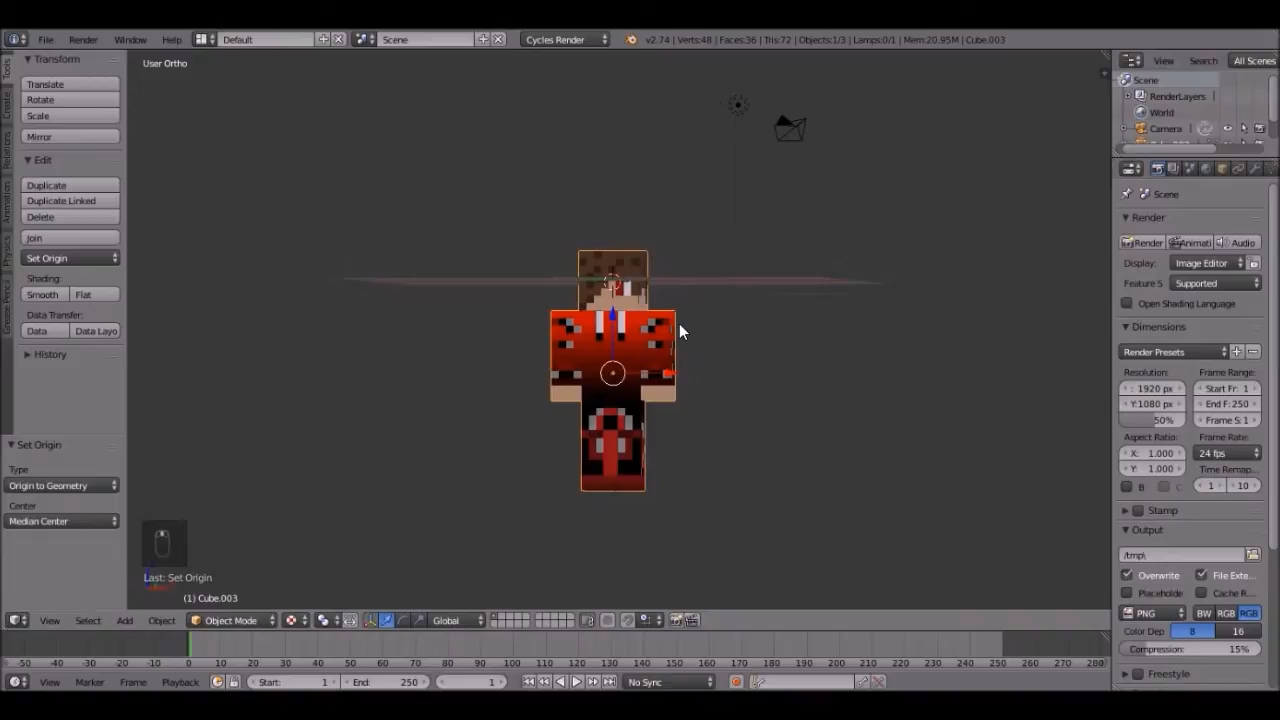 File Render Window Help Default Scene Cycles Render v2.74 | Verts:48 | Faces:36 | Tris:72 | Objects:1/3 | Lamps:0/1 | Mem:20.95M | Cube.003
Transform
Translate
Rotate
Scale
Mirror
Edit
Duplicate
Duplicate Linked
Delete
Join
Set Origin
Shading:
Smooth Flat
Data Transfer:
Data Data Layo
History
Set Origin
Type
Origin to Geometry
Center
Median Center
Tools
Create
Relations
Animation
Physics
Grease Pencil
User Ortho
Last: Set Origin
(1) Cube.003
View Select Add Object Object Mode Global
-50 -40 -30 -20 -10 0 10 20 30 40 50 60 70 80 90 100 110 120 130 140 150 160 170 180 190 200 210 220 230 240 250 260 270 280
View Marker Frame Playback Start: 1 End: 250 1 No Sync
View Search All Scenes
Scene
RenderLayers
World
Camera
Scene
Render
Render Animati Audio
Display: Image Editor
Feature S Supported
Open Shading Language
Dimensions
Render Presets
Resolution: Frame Range:
: 1920 px Start Fr: 1
Y:1080 px End F:250
50% Frame S:1
Aspect Ratio: Frame Rate:
X: 1.000 24 fps
Y: 1.000 Time Remap...
B C 1 10
Stamp
Output
/tmp\
Overwrite File Exte...
Placeholde Cache R...
PNG BW RGB RGB
Color Dep 8 16
Compression: 15%
Freestyle